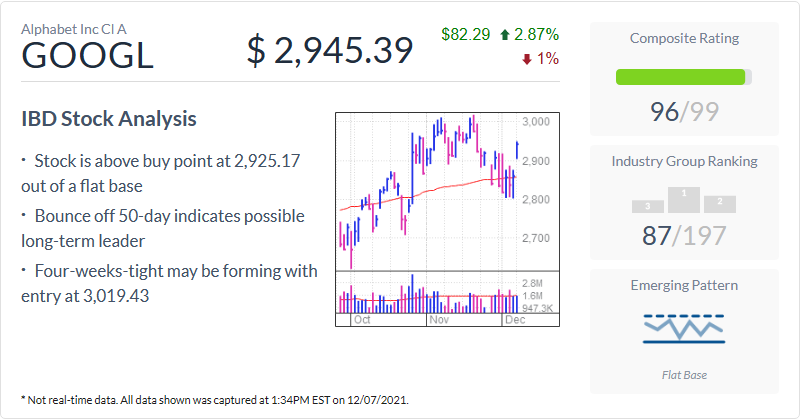 Alphabet Inc Cl A
GOOGL
$ 2,945.39
$82.29 2.87%
1%
IBD Stock Analysis
· Stock is above buy point at 2,925.17
out of a flat base
· Bounce off 50-day indicates possible
long-term leader
· Four-weeks-tight may be forming with
entry at 3,019.43
3,000
2,900
2,800
2,700
2.8M
1.6M
947.3K
Oct Nov Dec
Composite Rating
96/99
Industry Group Ranking
3 1 2
87/197
Emerging Pattern
Flat Base
* Not real-time data. All data shown was captured at 1:34PM EST on 12/07/2021.